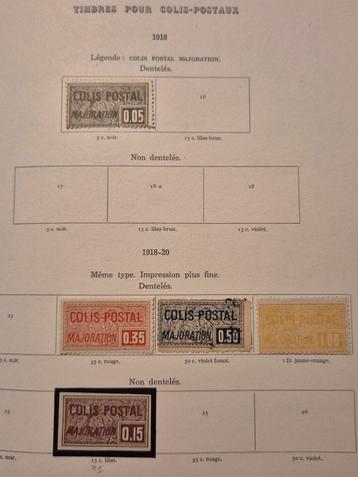 TIMBRES POUR COLIS-POSTAUX
1918
Légende : COLIS POSTAL MAJORATION.
Dentelés.
COLIS POSTAL
MAJORATION 0.05
16
5 c. noir.
15 c. lilas-brun.
Non dentelés.
17
18 a
18
5 c. noir.
15 c. lilas-brun.
15 c. violet.
1918-20
Même type. Impression plus fine.
Dentelés.
COLIS POSTAL
MAJORATION 0.35
COLIS POSTAL
MAJORATION 0.50
COLIS POSTAL
MAJORATION 1.00
c. noir.
35 c. rouge.
50 c. violet foncé.
1 fr. jaune-orange.
Non dentelés.
COLIS POSTAL
MAJORATION 0.15
25
26
c. noir.
15 c. lilas.
35 c. rouge.
50 c. violet.